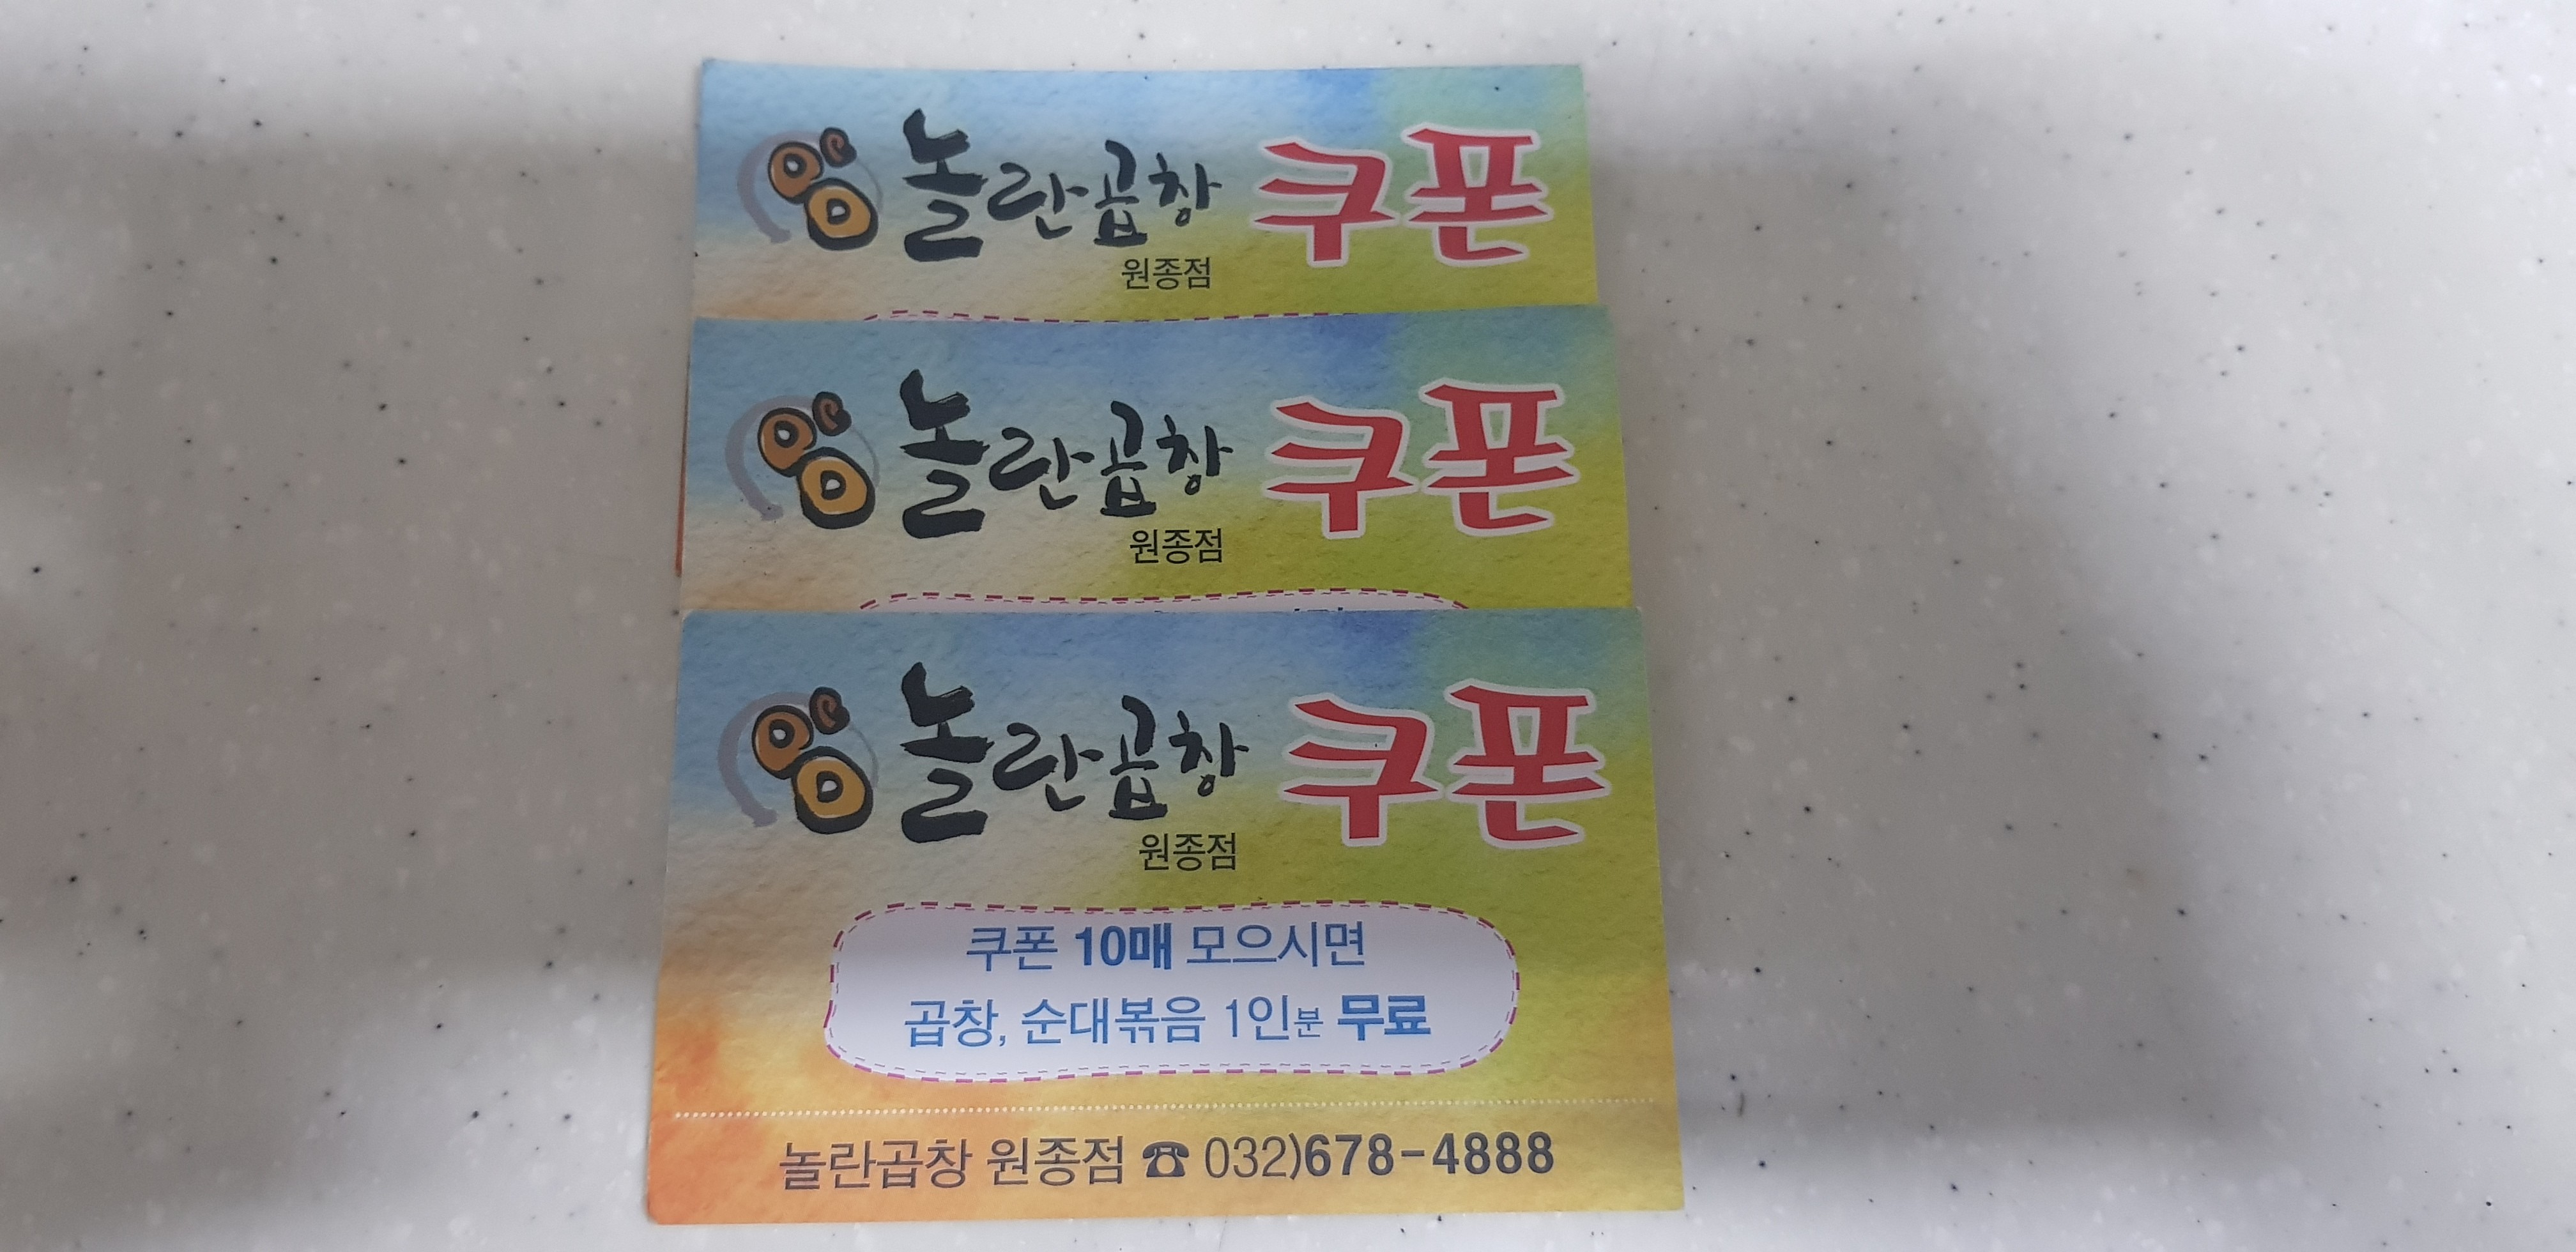 놀란곱창 쿠폰
원종점
놀란곱창 쿠폰
원종점
놀란곱창 쿠폰
원종점
쿠폰 10매 모으시면
곱창, 순대볶음 1인분 무료
놀란곱창 원종점 ☎ 032)678-4888